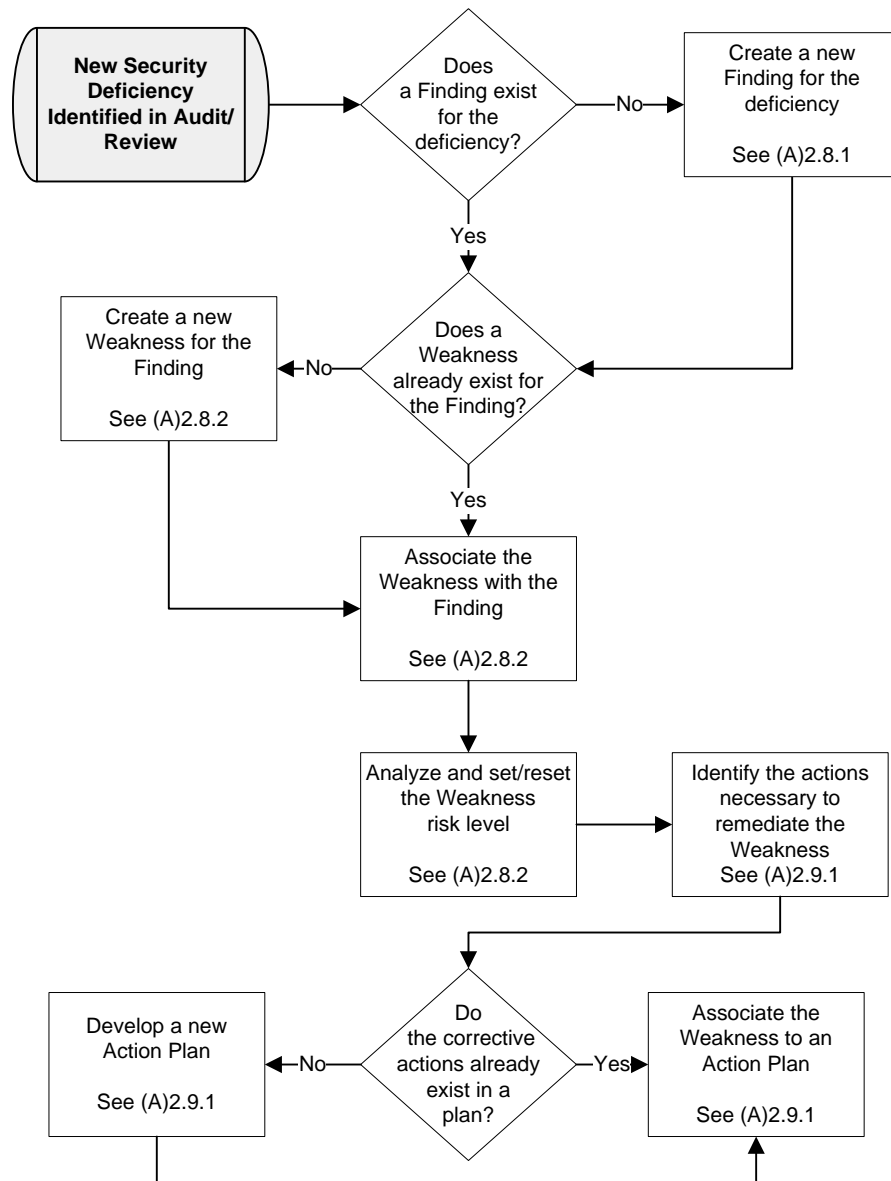 New Security
Deficiency
Identified in Audit/
Review
Does
a Finding exist
for the
deficiency?
No
Create a new
Finding for the
deficiency
See (A)2.8.1
Yes
Create a new
Weakness for the
Finding
See (A)2.8.2
No
Does a
Weakness
already exist for
the Finding?
Yes
Associate the
Weakness with the
Finding
See (A)2.8.2
Analyze and set/reset
the Weakness
risk level
See (A)2.8.2
Identify the actions
necessary to
remediate the
Weakness
See (A)2.9.1
Develop a new
Action Plan
See (A)2.9.1
No
Do
the corrective
actions already
exist in a
plan?
Yes
Associate the
Weakness to an
Action Plan
See (A)2.9.1